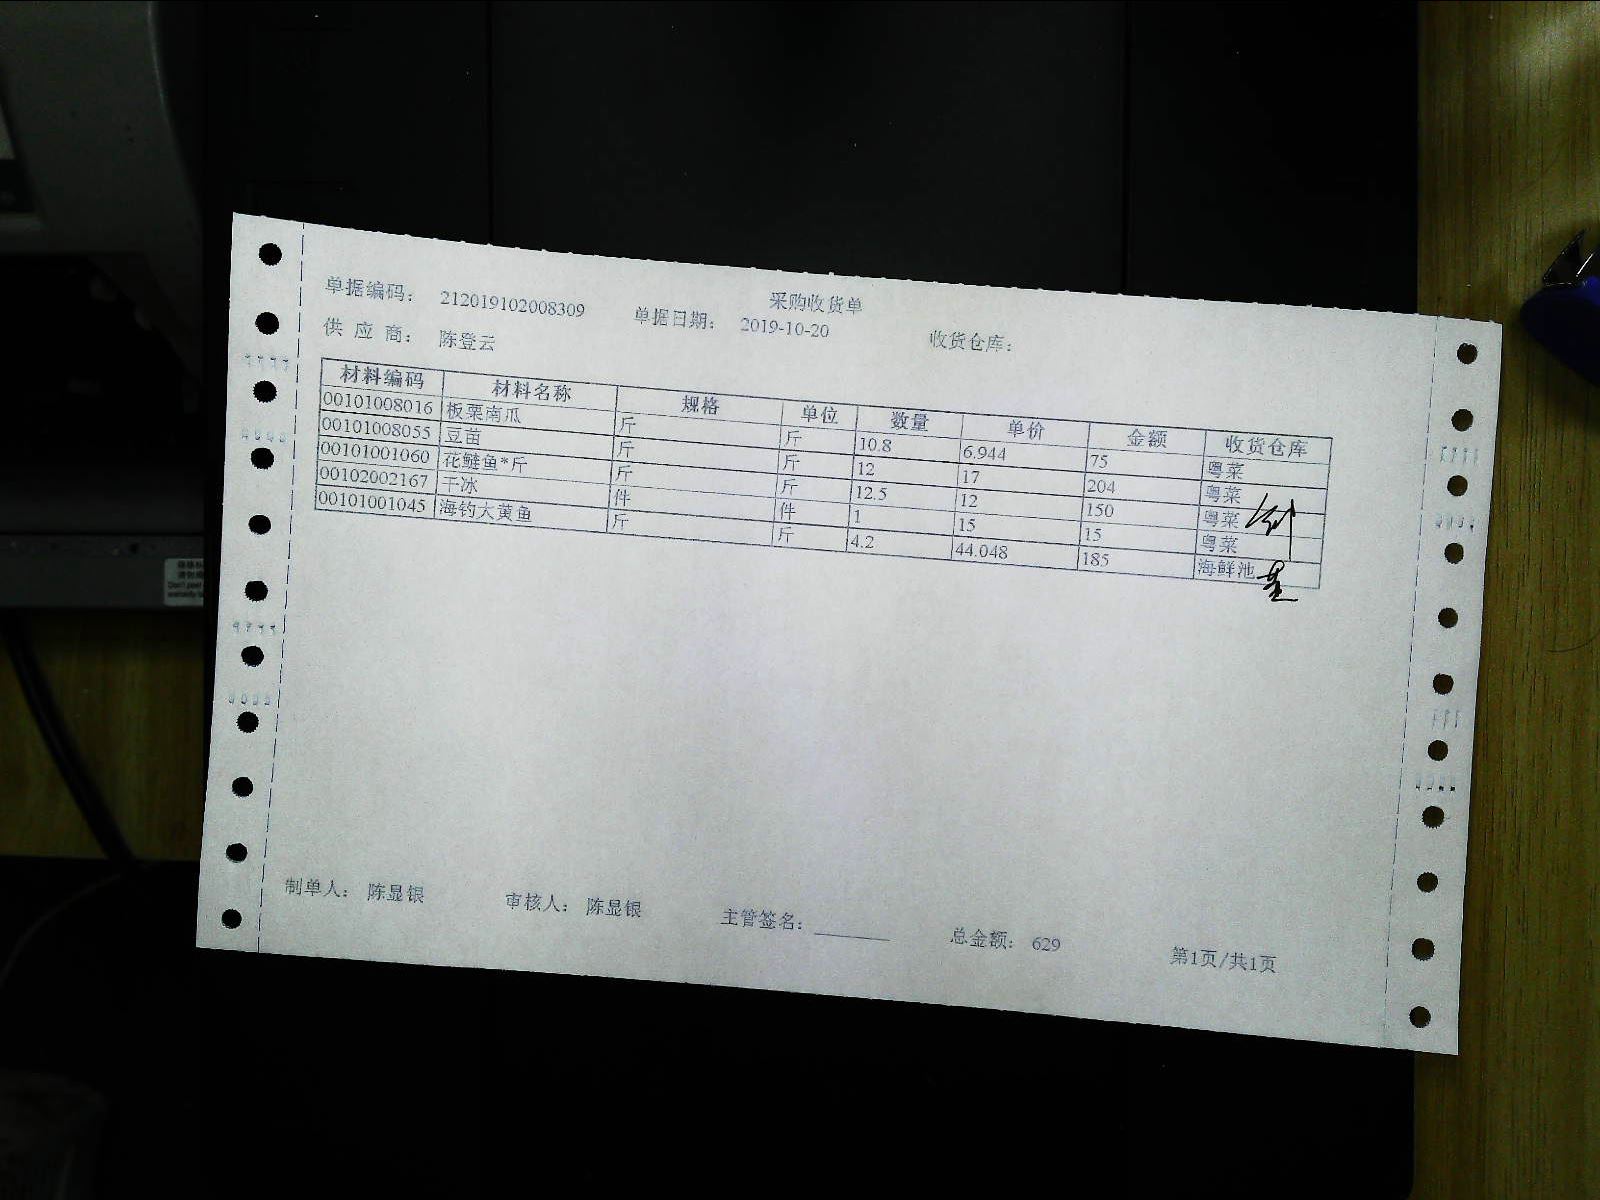 采购收货单
单据编码： 212019102008309 单据日期： 2019-10-20 收货仓库：
供 应 商： 陈登云
材料编码 材料名称 规格 单位 数量 单价 金额 收货仓库
00101008016 板栗南瓜 斤 斤 10.8 6.944 75 粤菜
00101008055 豆苗 斤 斤 12 17 204 粤菜
00101001060 花鲢鱼*斤 斤 斤 12.5 12 150 粤菜
00102002167 干冰 件 件 1 15 15 粤菜
00101001045 海钓大黄鱼 斤 斤 4.2 44.048 185 海鲜池
制单人： 陈显银 审核人： 陈显银 主管签名： 总金额： 629 第1页/共1页